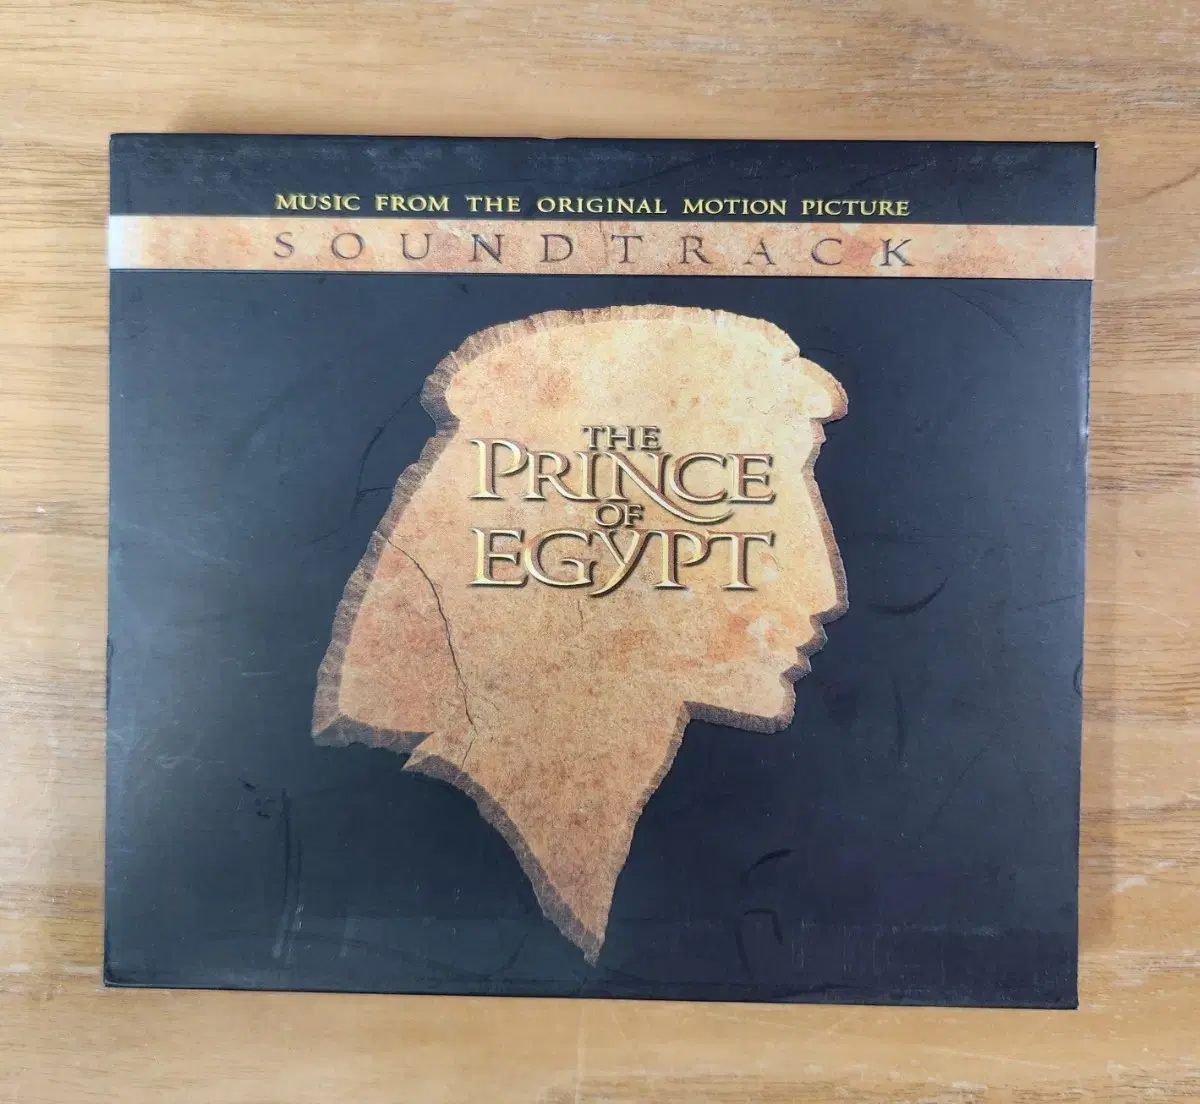 MUSIC FROM THE ORIGINAL MOTION PICTURE
SOUNDTRACK
THE
PRINCE
OF
EGYPT